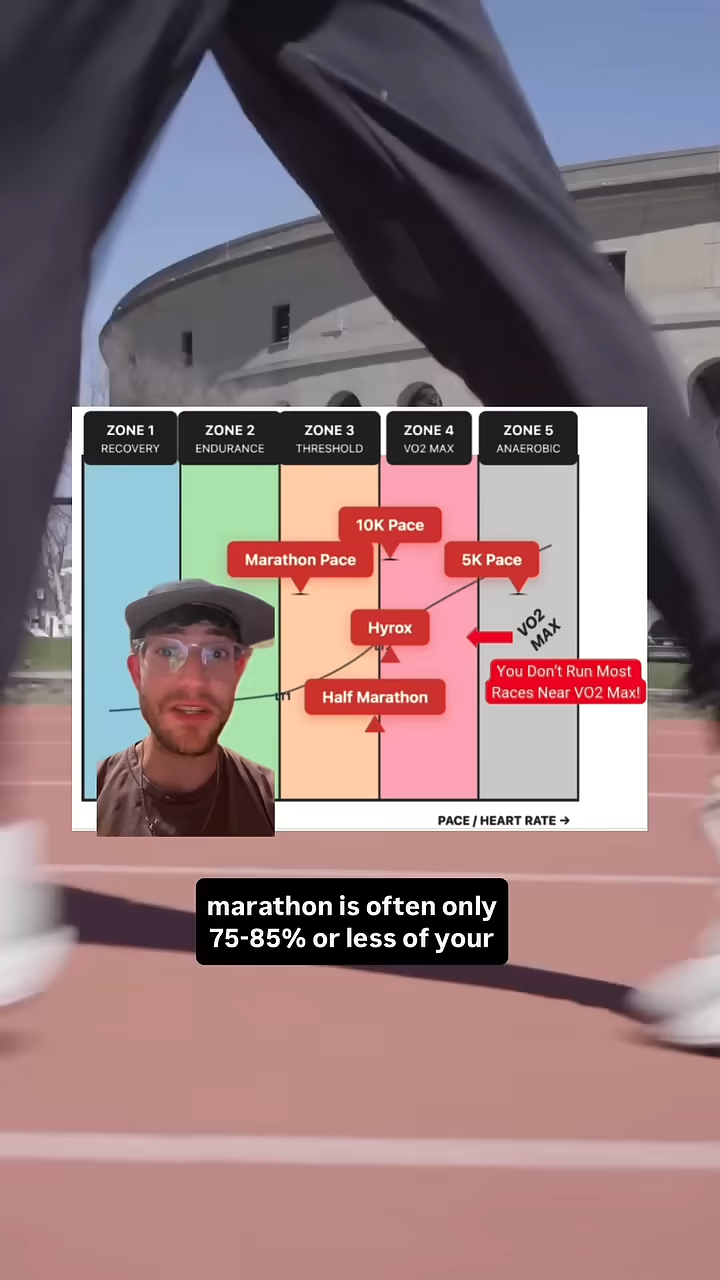 ZONE 1
RECOVERY
ZONE 2
ENDURANCE
ZONE 3
THRESHOLD
ZONE 4
VO2 MAX
ZONE 5
ANAEROBIC
10K Pace
Marathon Pace
5K Pace
Hyrox
VO2
MAX
You Don't Run Most
Races Near VO2 Max!
Half Marathon
PACE / HEART RATE →
marathon is often only
75-85% or less of your